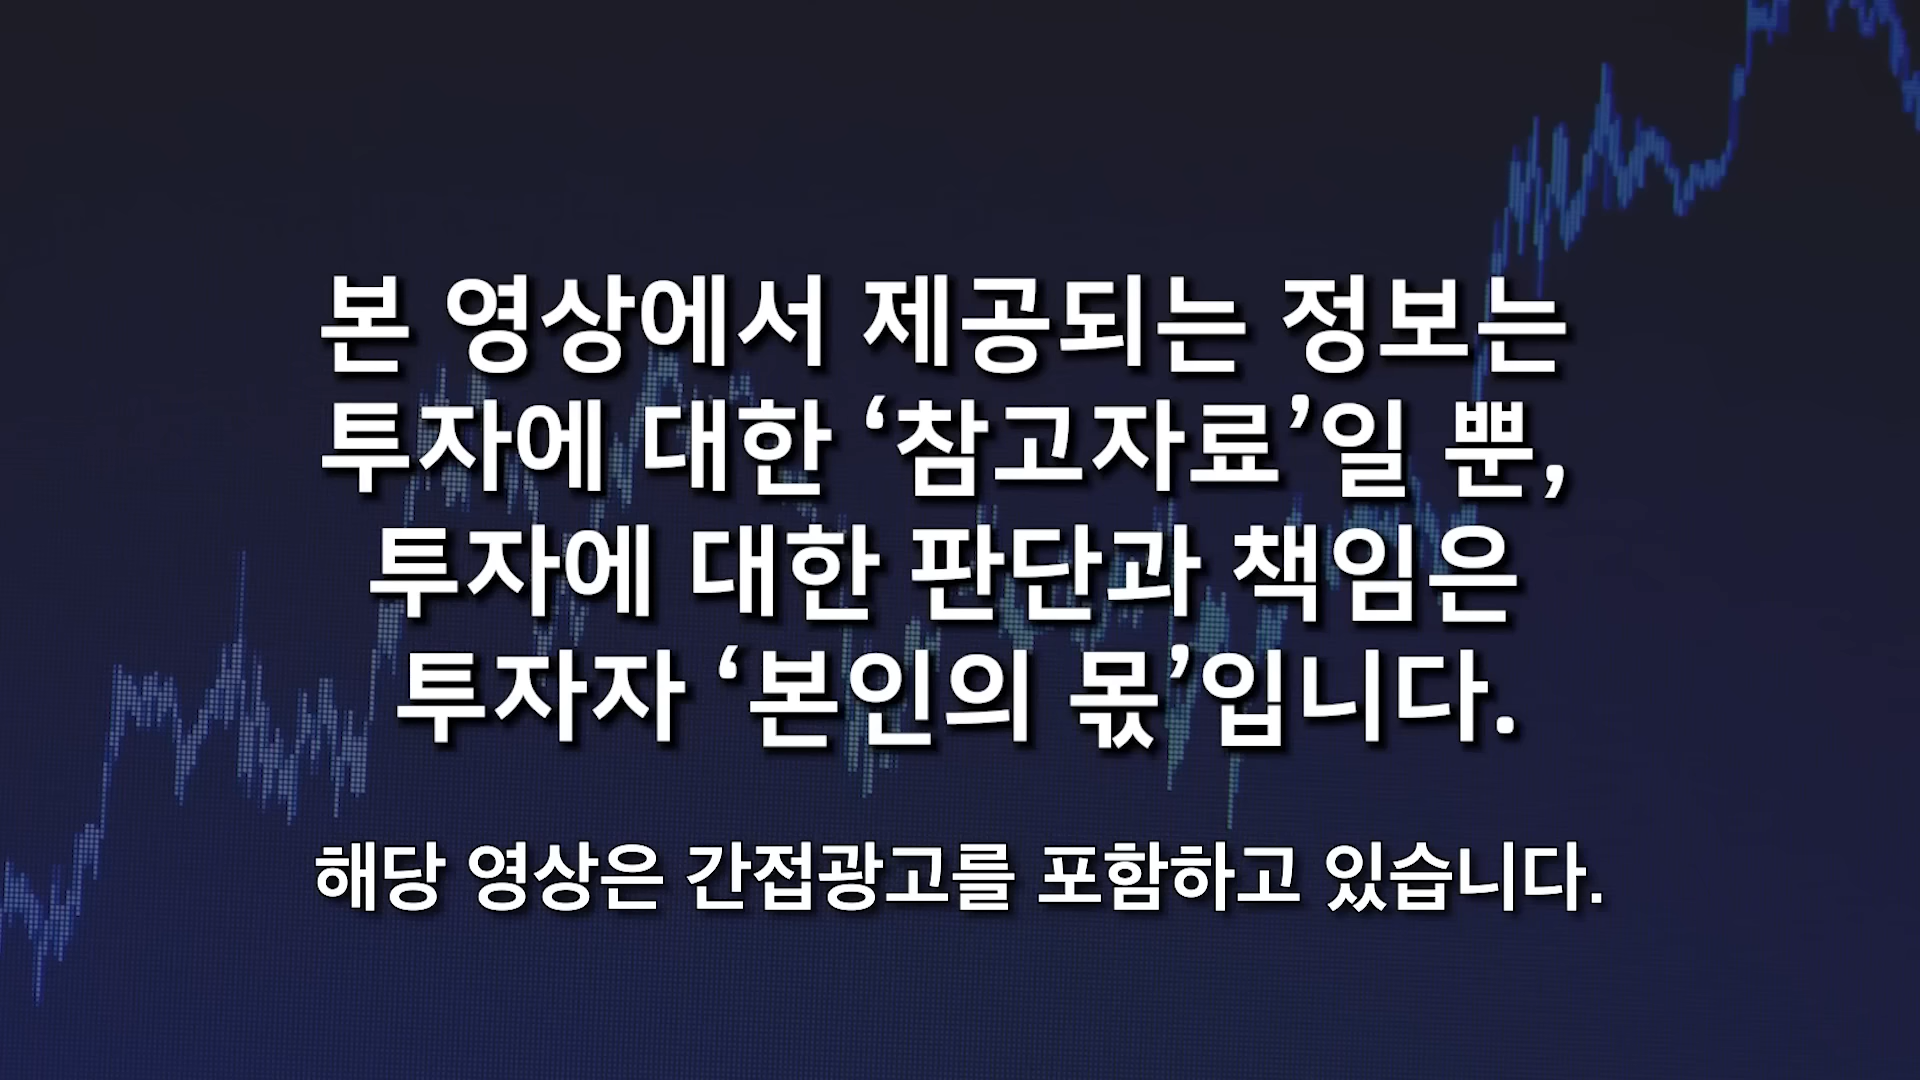 본 영상에서 제공되는 정보는
투자에 대한 ‘참고자료’일 뿐,
투자에 대한 판단과 책임은
투자자 ‘본인의 몫’입니다.
해당 영상은 간접광고를 포함하고 있습니다.